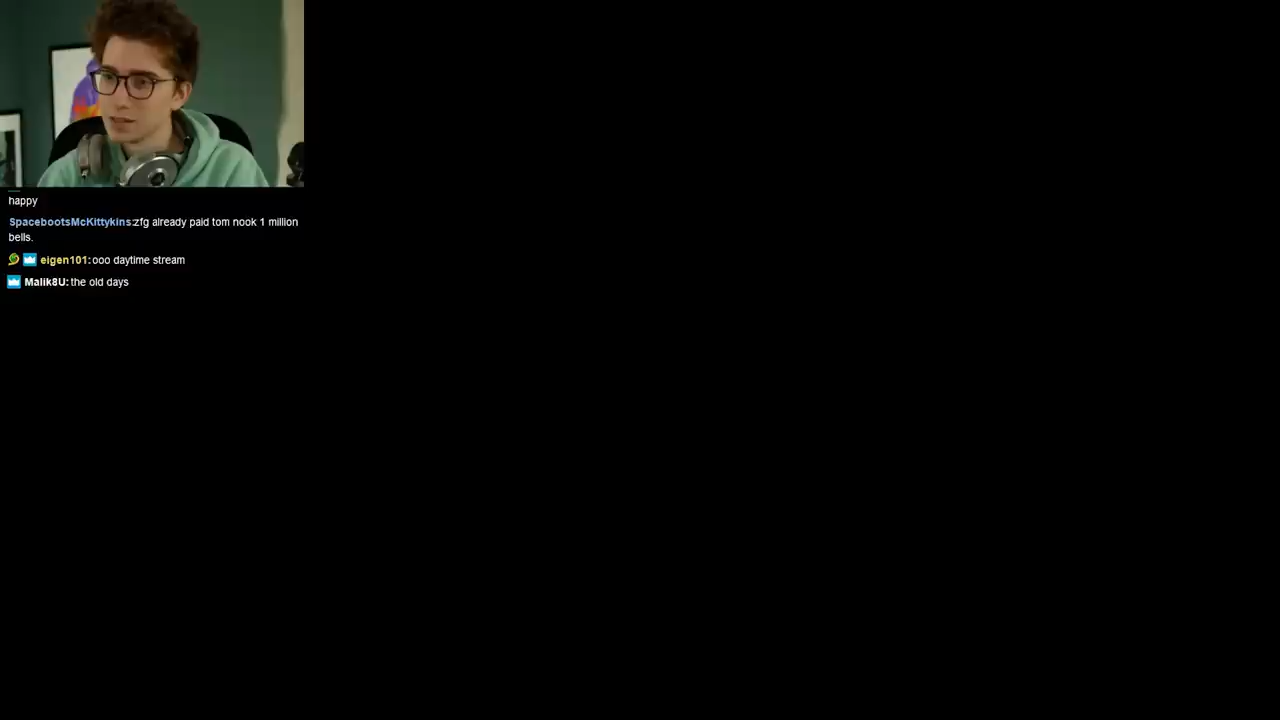 happy
SpacebootsMcKittykins:zfg already paid tom nook 1 million
bells.
eigen101: ooo daytime stream
Malik8U: the old days